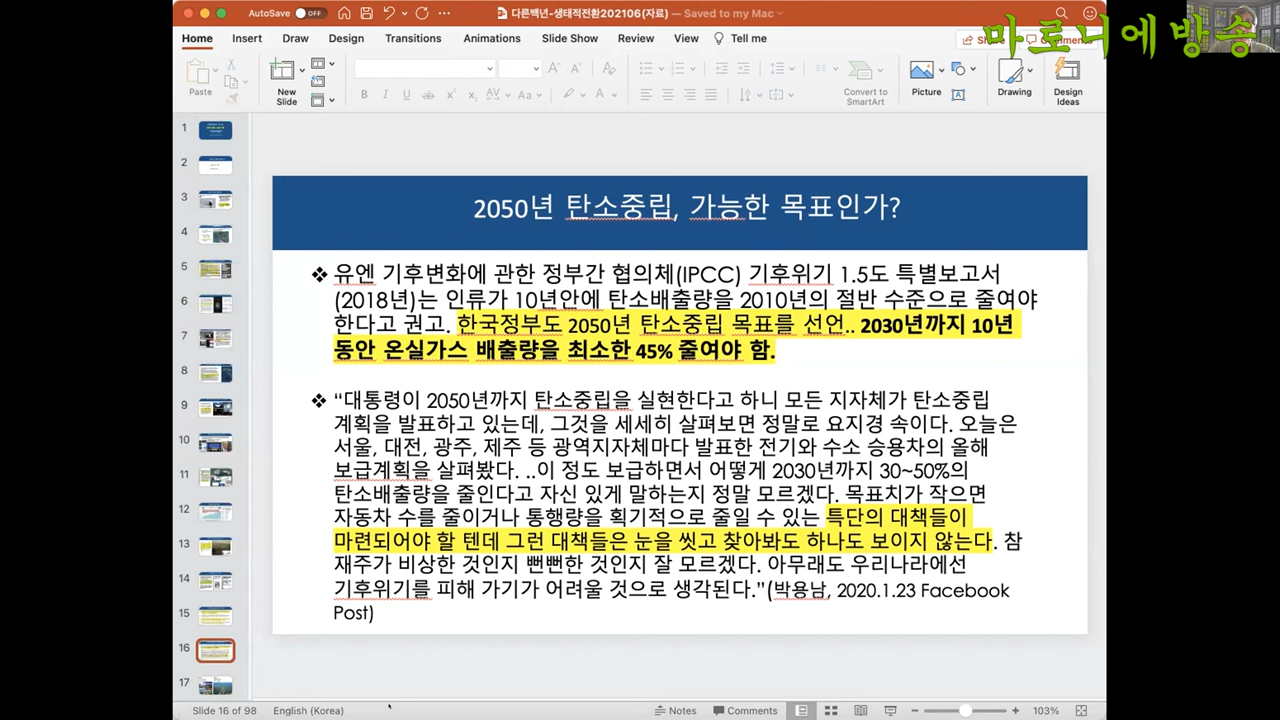 AutoSave OFF 다른백년-생태적전환202106(자료) — Saved to my Mac
Home Insert Draw Design Transitions Animations Slide Show Review View Tell me Share Comments
마로니에방송
Paste New Slide Convert to SmartArt Picture Drawing Design Ideas
2050년 탄소중립, 가능한 목표인가?
❖ 유엔 기후변화에 관한 정부간 협의체(IPCC) 기후위기 1.5도 특별보고서
(2018년)는 인류가 10년안에 탄소배출량을 2010년의 절반 수준으로 줄여야
한다고 권고. 한국정부도 2050년 탄소중립 목표를 선언.. 2030년까지 10년
동안 온실가스 배출량을 최소한 45% 줄여야 함.
❖ “대통령이 2050년까지 탄소중립을 실현한다고 하니 모든 지자체가 탄소중립
계획을 발표하고 있는데, 그것을 세세히 살펴보면 정말로 요지경 속이다. 오늘은
서울, 대전, 광주, 제주 등 광역지자체마다 발표한 전기와 수소 승용차의 올해
보급계획을 살펴봤다. ..이 정도 보급하면서 어떻게 2030년까지 30~50%의
탄소배출량을 줄인다고 자신 있게 말하는지 정말 모르겠다. 목표치가 작으면
자동차 수를 줄이거나 통행량을 획기적으로 줄일 수 있는 특단의 대책들이
마련되어야 할 텐데 그런 대책들은 눈을 씻고 찾아봐도 하나도 보이지 않는다. 참
재주가 비상한 것인지 뻔뻔한 것인지 잘 모르겠다. 아무래도 우리나라에선
기후위기를 피해 가기가 어려울 것으로 생각된다.”(박용남, 2020.1.23 Facebook
Post)
1
2
3
4
5
6
7
8
9
10
11
12
13
14
15
16
17
Slide 16 of 98 English (Korea) Notes Comments 103%